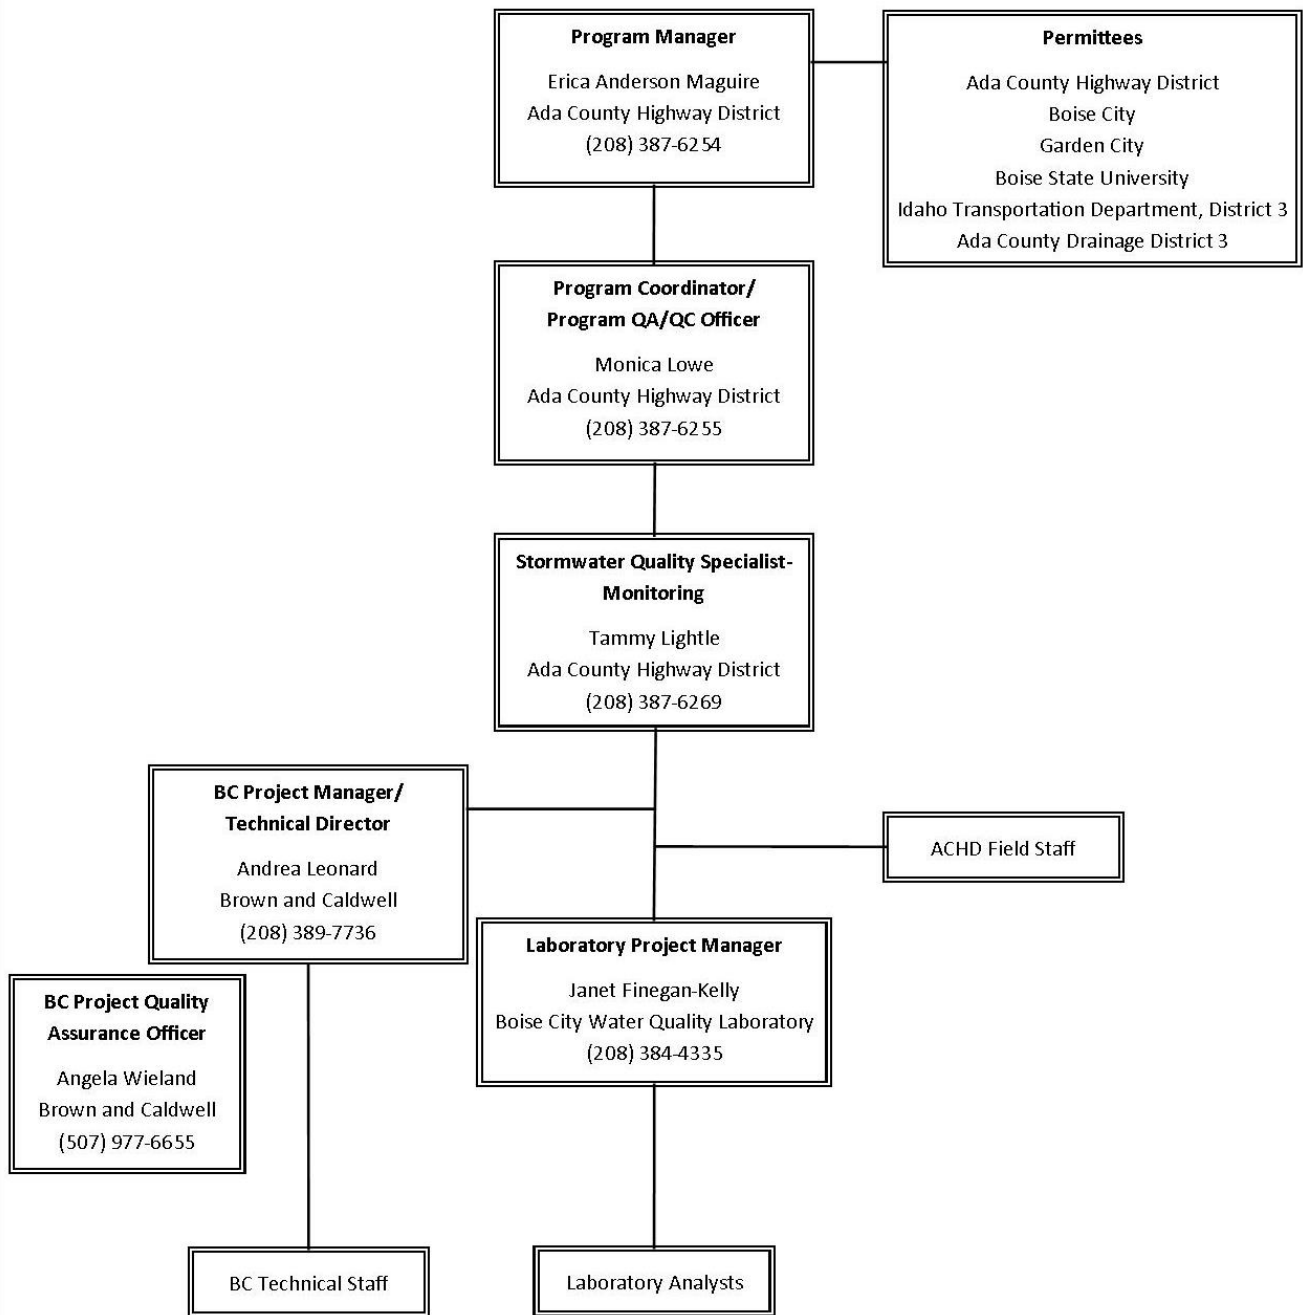 Program Manager
Erica Anderson Maguire
Ada County Highway District
(208) 387-6254
Permittees
Ada County Highway District
Boise City
Garden City
Boise State University
Idaho Transportation Department, District 3
Ada County Drainage District 3
Program Coordinator/
Program QA/QC Officer
Monica Lowe
Ada County Highway District
(208) 387-6255
Stormwater Quality Specialist-
Monitoring
Tammy Lightle
Ada County Highway District
(208) 387-6269
BC Project Manager/
Technical Director
Andrea Leonard
Brown and Caldwell
(208) 389-7736
ACHD Field Staff
Laboratory Project Manager
Janet Finegan-Kelly
Boise City Water Quality Laboratory
(208) 384-4335
BC Project Quality
Assurance Officer
Angela Wieland
Brown and Caldwell
(507) 977-6655
BC Technical Staff
Laboratory Analysts